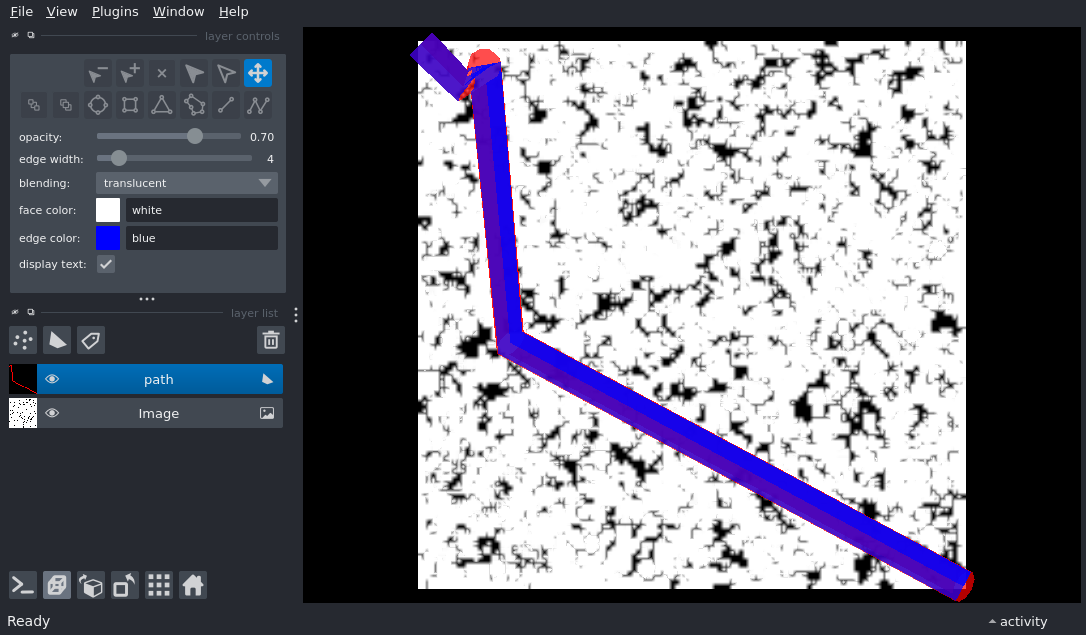 File View Plugins Window Help
layer controls
opacity: 0.70
edge width: 4
blending: translucent
face color: white
edge color: blue
display text:
layer list
path
Image
Ready
activity